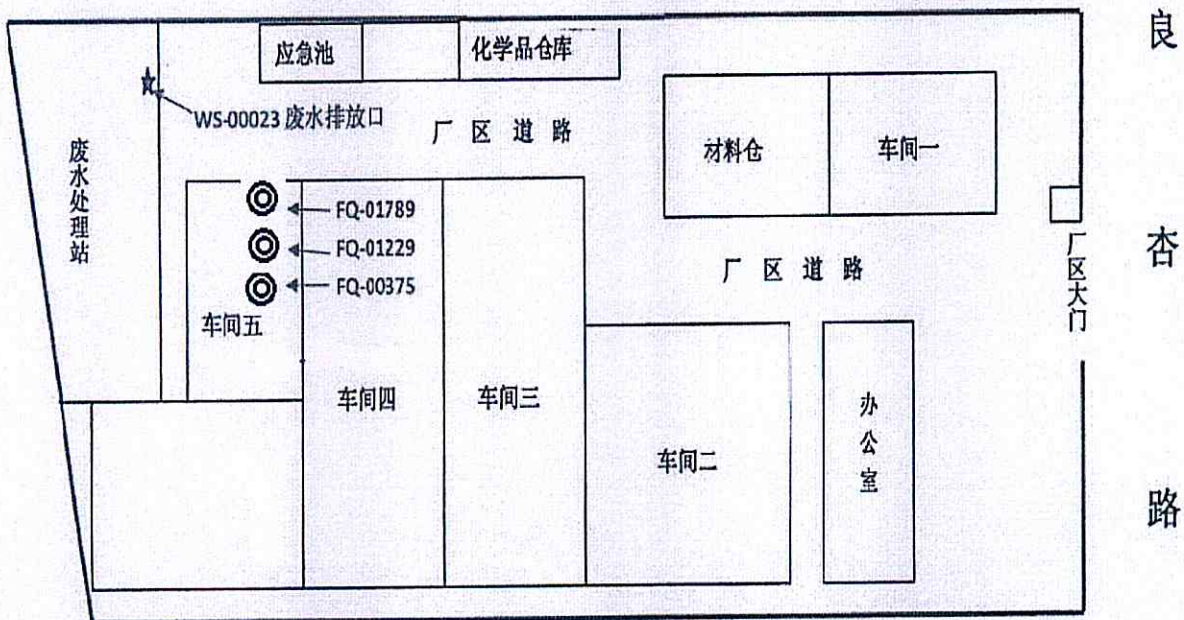 良杏路
应急池
化学品仓库
WS-00023 废水排放口
厂区道路
材料仓
车间一
废水处理站
FQ-01789
FQ-01229
FQ-00375
厂区道路
厂区大门
车间五
车间四
车间三
车间二
办公室